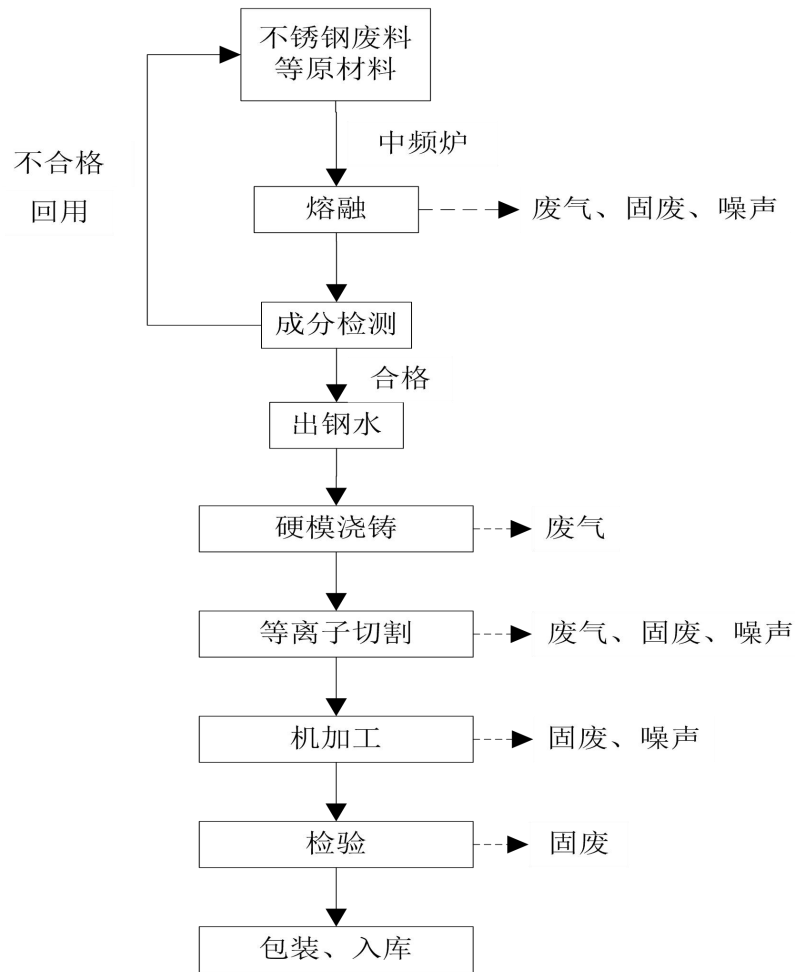 不锈钢废料
等原材料
中频炉
不合格
回用
熔融
废气、固废、噪声
成分检测
合格
出钢水
硬模浇铸
废气
等离子切割
废气、固废、噪声
机加工
固废、噪声
检验
固废
包装、入库